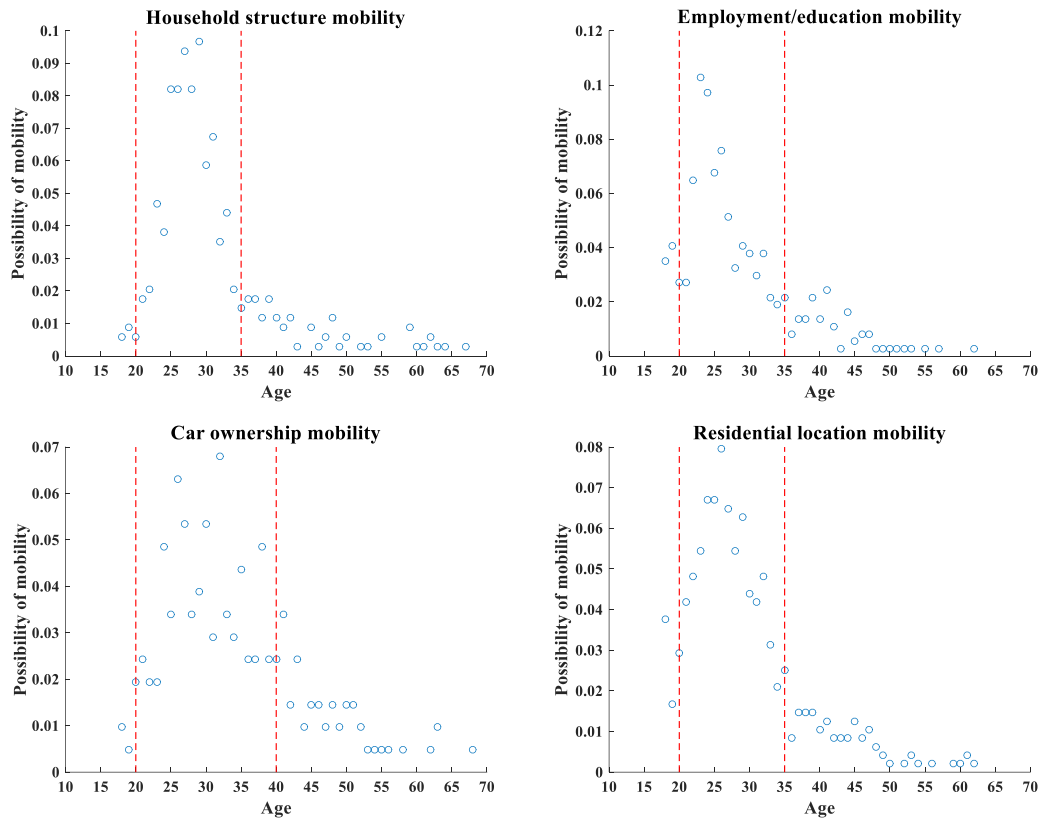 Household structure mobility
Possibility of mobility
0.1
0.09
0.08
0.07
0.06
0.05
0.04
0.03
0.02
0.01
0
10 15 20 25 30 35 40 45 50 55 60 65 70
Age
Employment/education mobility
Possibility of mobility
0.12
0.1
0.08
0.06
0.04
0.02
0
10 15 20 25 30 35 40 45 50 55 60 65 70
Age
Car ownership mobility
Possibility of mobility
0.07
0.06
0.05
0.04
0.03
0.02
0.01
0
10 15 20 25 30 35 40 45 50 55 60 65 70
Age
Residential location mobility
Possibility of mobility
0.08
0.07
0.06
0.05
0.04
0.03
0.02
0.01
0
10 15 20 25 30 35 40 45 50 55 60 65 70
Age